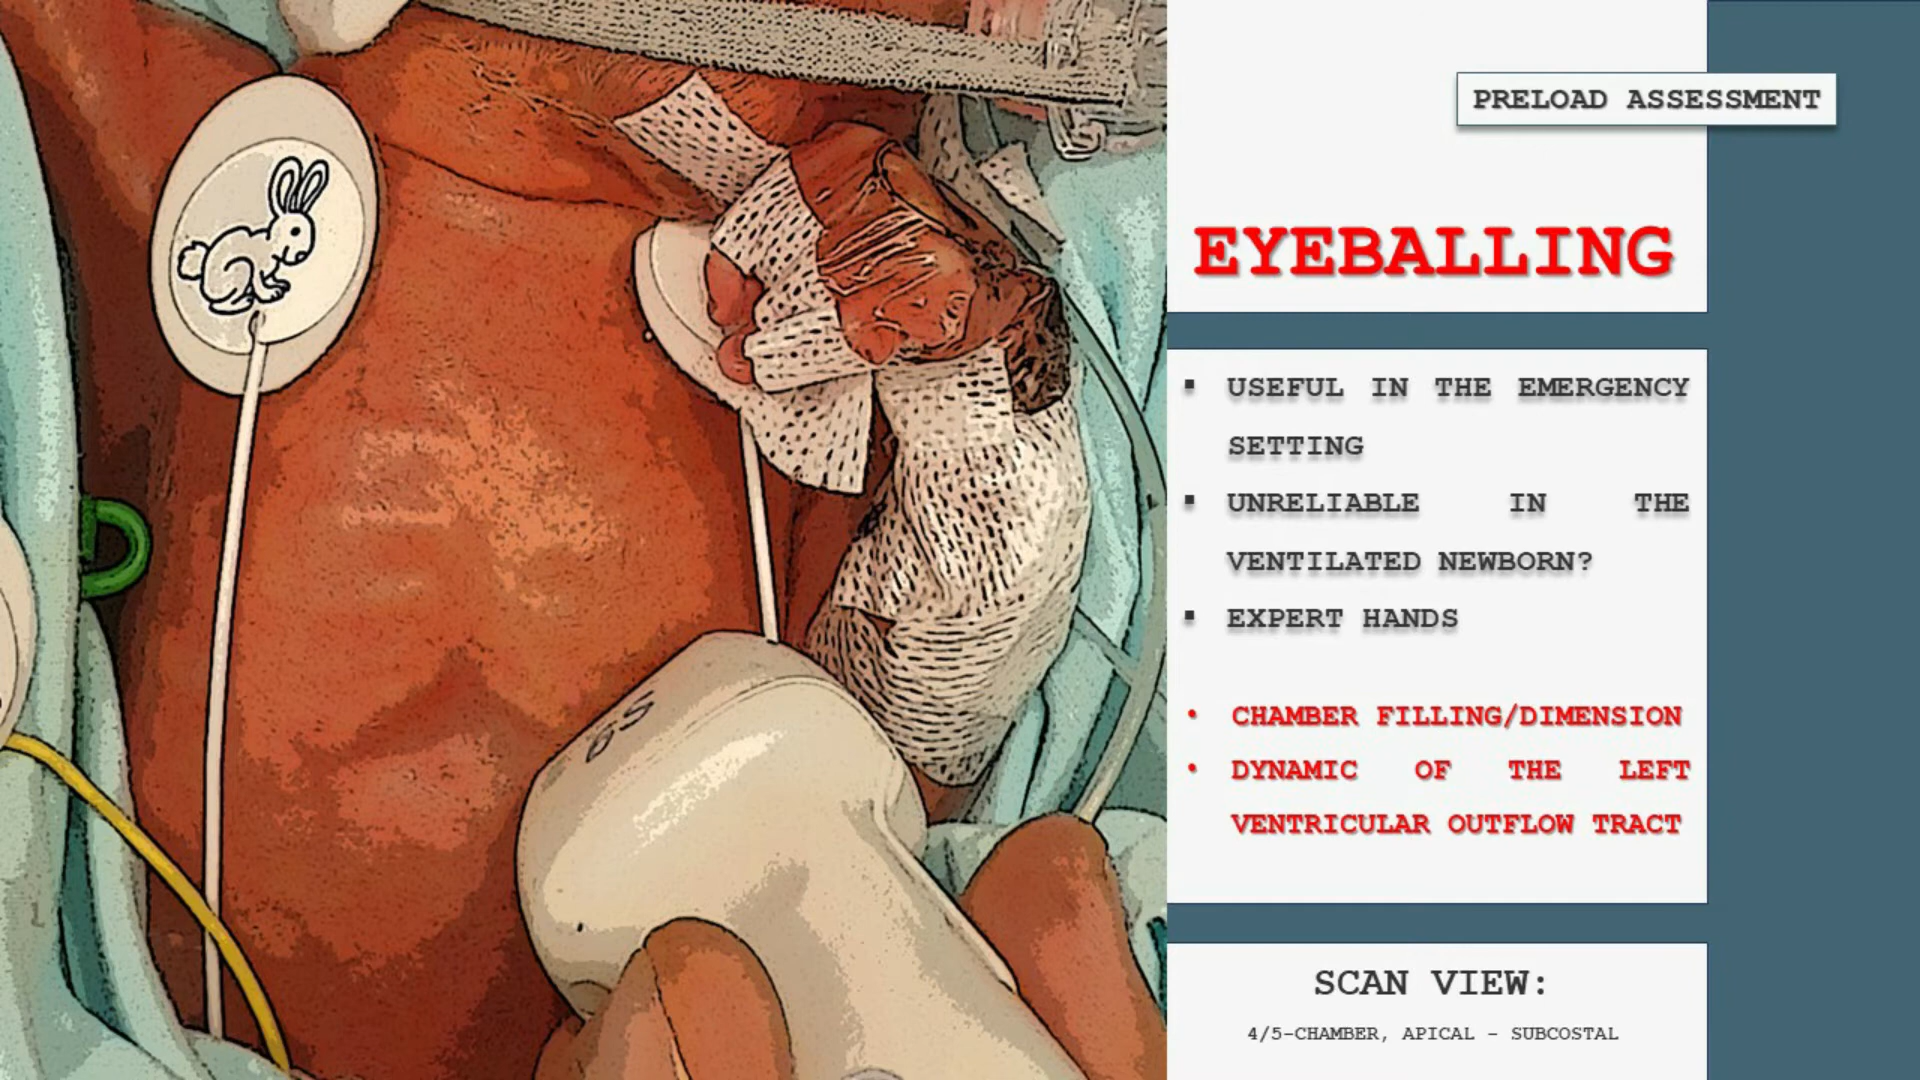 PRELOAD ASSESSMENT
EYEBALLING
▪ USEFUL IN THE EMERGENCY
SETTING
▪ UNRELIABLE IN THE
VENTILATED NEWBORN?
▪ EXPERT HANDS
• CHAMBER FILLING/DIMENSION
• DYNAMIC OF THE LEFT
VENTRICULAR OUTFLOW TRACT
SCAN VIEW:
4/5-CHAMBER, APICAL - SUBCOSTAL